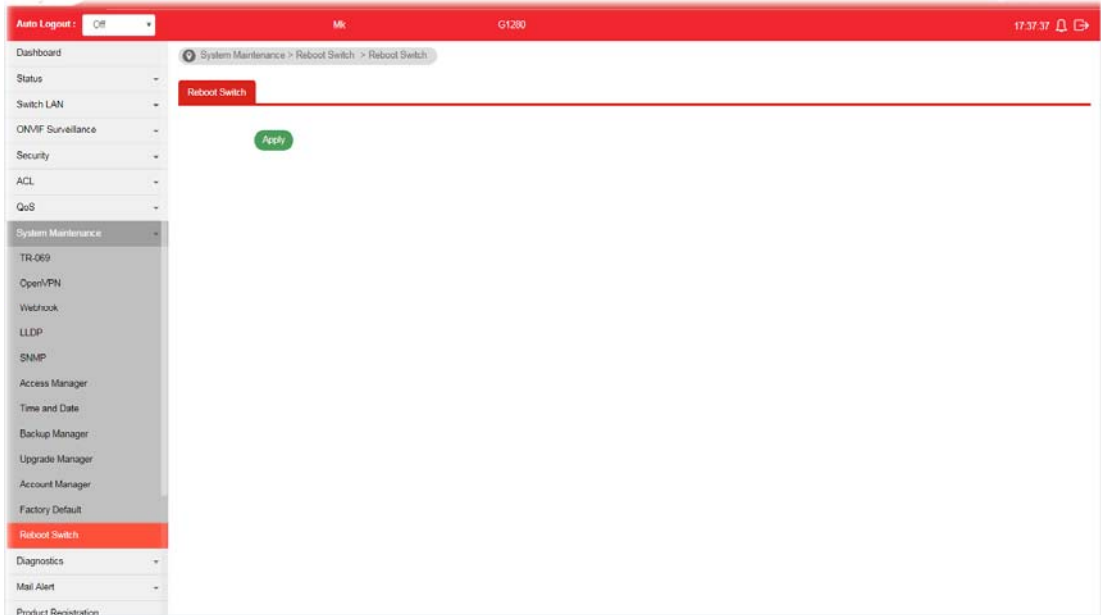 Auto Logout : Off Mk G1280 17:37:37
Dashboard
System Maintenance > Reboot Switch > Reboot Switch
Status
Reboot Switch
Switch LAN
ONVIF Surveillance
Apply
Security
ACL
QoS
System Maintenance
TR-069
OpenVPN
Webhook
LLDP
SNMP
Access Manager
Time and Date
Backup Manager
Upgrade Manager
Account Manager
Factory Default
Reboot Switch
Diagnostics
Mail Alert
Product Registration